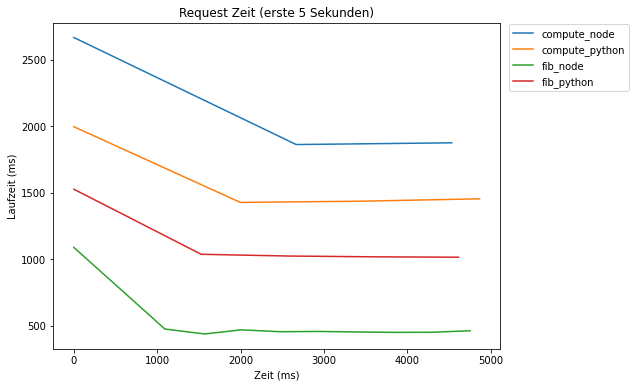 Request Zeit (erste 5 Sekunden)
compute_node
compute_python
fib_node
fib_python
Laufzeit (ms)
2500
2000
1500
1000
500
0 1000 2000 3000 4000 5000
Zeit (ms)